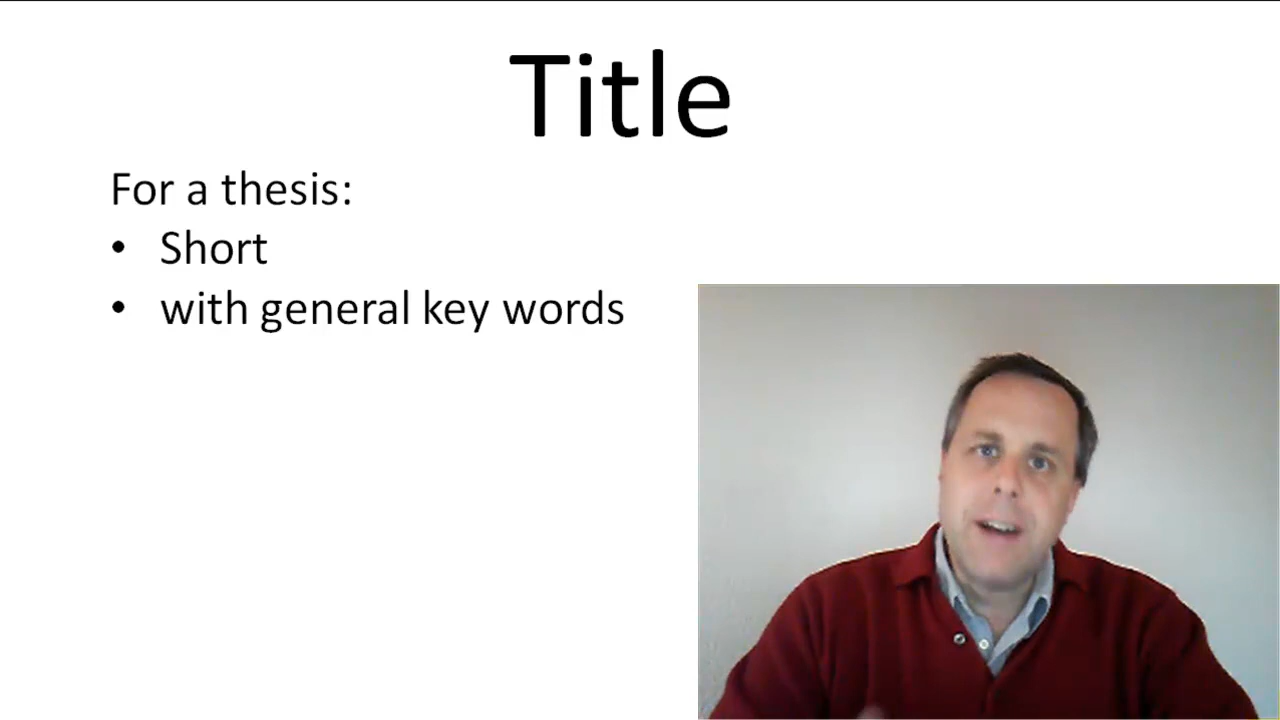 Title
For a thesis:
• Short
• with general key words